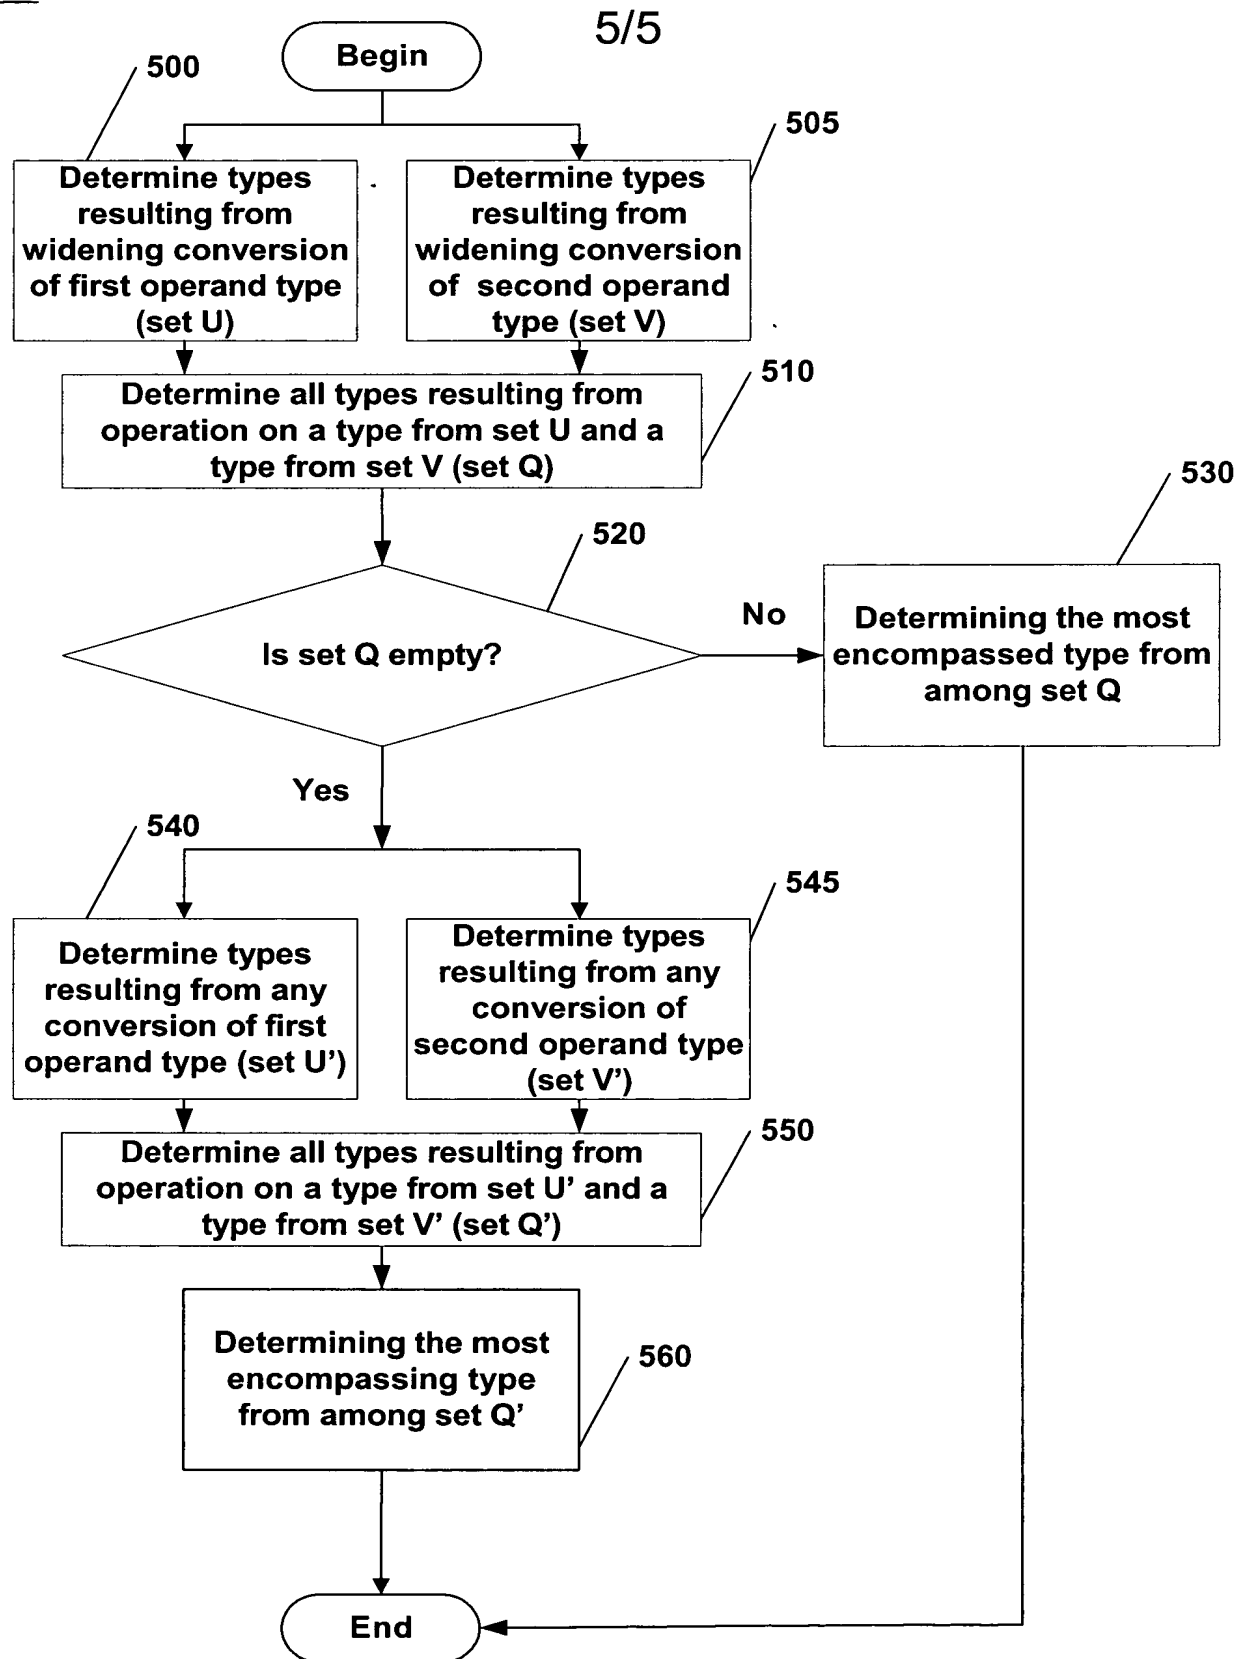 5/5
Begin
500
505
Determine types
resulting from
widening conversion
of first operand type
(set U)
Determine types
resulting from
widening conversion
of second operand
type (set V)
510
Determine all types resulting from
operation on a type from set U and a
type from set V (set Q)
520
530
Is set Q empty?
No
Determining the most
encompassed type from
among set Q
Yes
540
545
Determine types
resulting from any
conversion of first
operand type (set U')
Determine types
resulting from any
conversion of
second operand type
(set V')
550
Determine all types resulting from
operation on a type from set U' and a
type from set V' (set Q')
Determining the most
encompassing type
from among set Q'
560
End